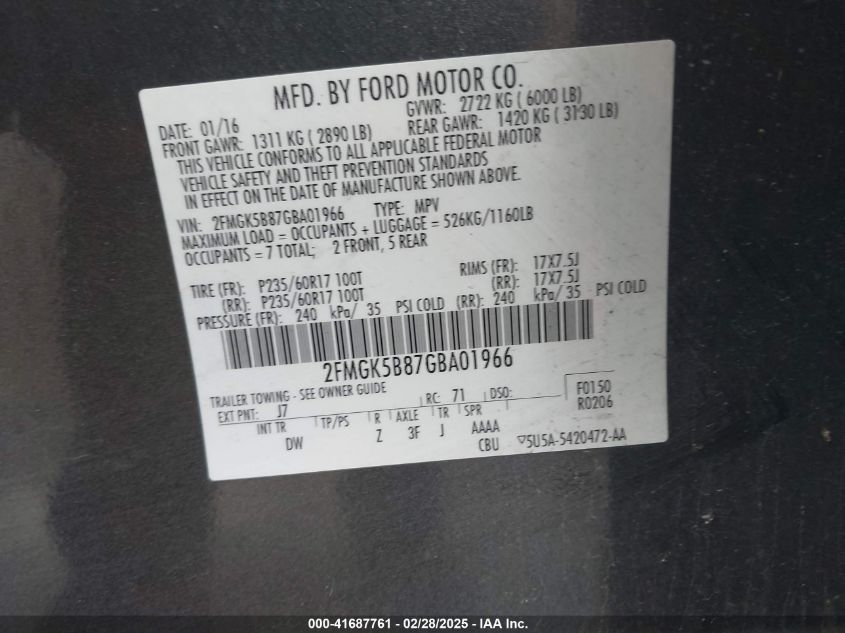 MFD. BY FORD MOTOR CO.
DATE: 01/16 GVWR: 2722 KG ( 6000 LB)
FRONT GAWR: 1311 KG ( 2890 LB) REAR GAWR: 1420 KG ( 3130 LB)
THIS VEHICLE CONFORMS TO ALL APPLICABLE FEDERAL MOTOR
VEHICLE SAFETY AND THEFT PREVENTION STANDARDS
IN EFFECT ON THE DATE OF MANUFACTURE SHOWN ABOVE.
VIN: 2FMGK5B87GBA01966 TYPE: MPV
MAXIMUM LOAD = OCCUPANTS + LUGGAGE = 526KG/1160LB
OCCUPANTS = 7 TOTAL; 2 FRONT, 5 REAR
TIRE (FR): P235/60R17 100T RIMS (FR): 17X7.5J
(RR): P235/60R17 100T (RR): 17X7.5J
PRESSURE (FR): 240 kPa/ 35 PSI COLD (RR): 240 kPa/ 35 PSI COLD
2FMGK5B87GBA01966
TRAILER TOWING - SEE OWNER GUIDE
EXT PNT: J7 RC: 71 DSO: F0150
R0206
INT TR TP/PS R AXLE TR SPR
DW Z 3F J AAAA
CBU ▽5U5A-5420472-AA
000-41687761 - 02/28/2025 - IAA Inc.